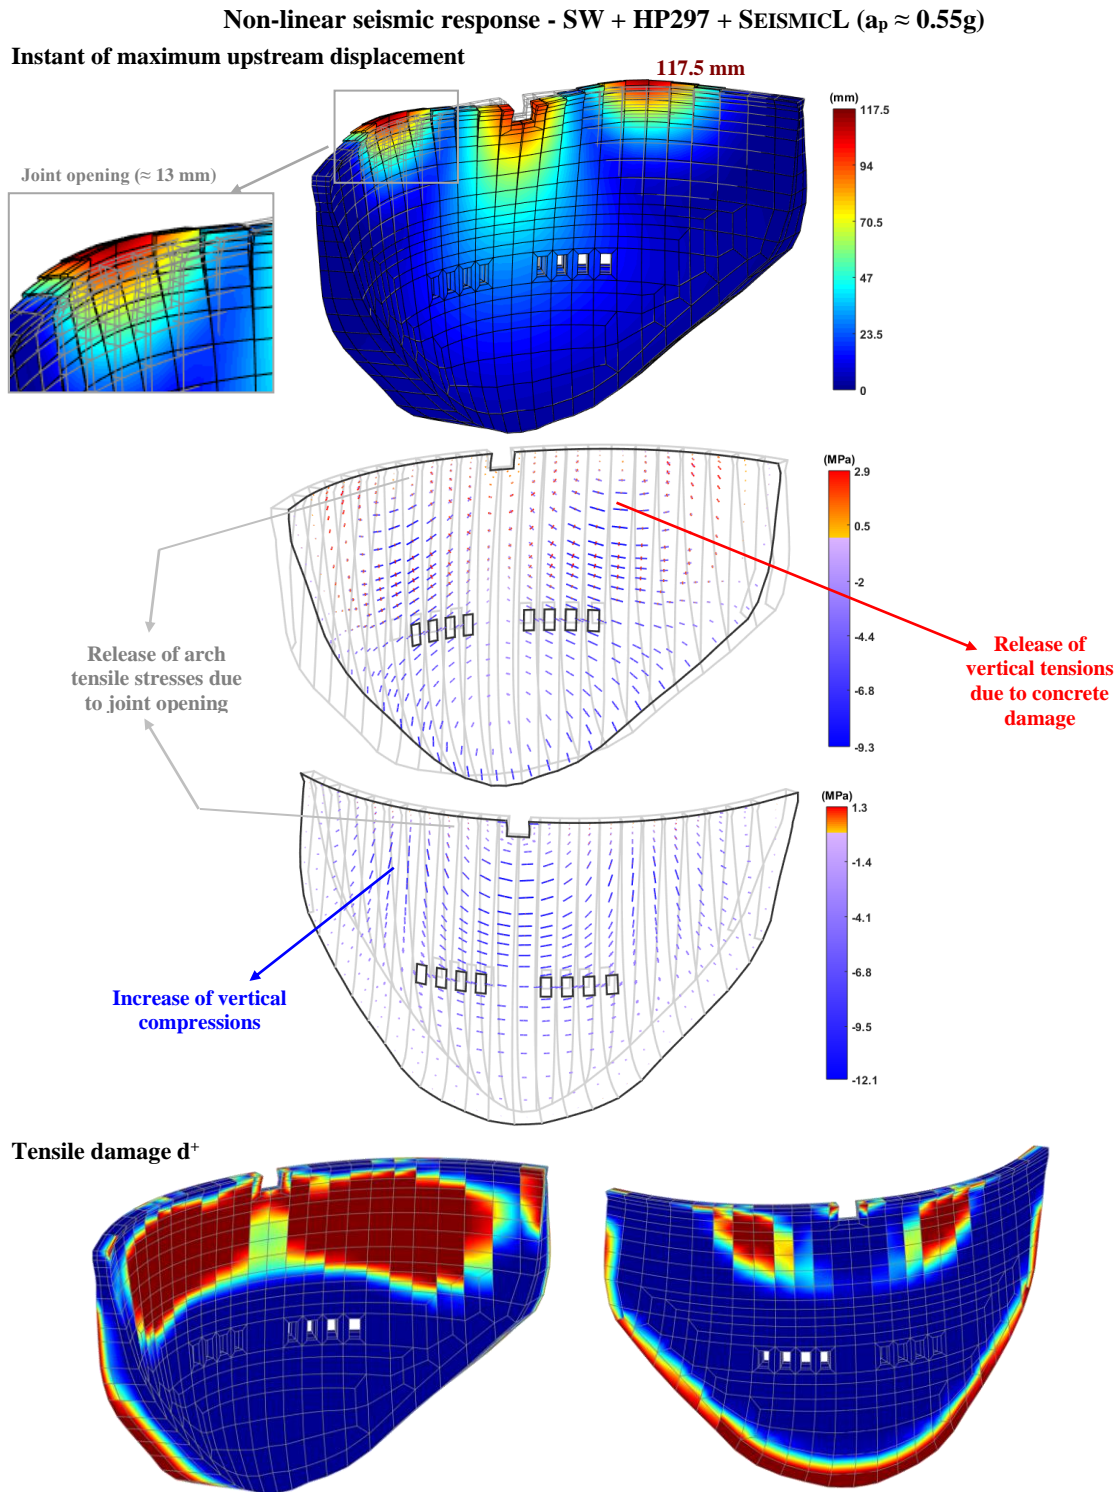 Non-linear seismic response - SW + HP297 + SEISMICL (ap ≈ 0.55g)
Instant of maximum upstream displacement
117.5 mm
(mm)
117.5
94
70.5
47
23.5
0
Joint opening (≈ 13 mm)
(MPa)
2.9
0.5
-2
-4.4
-6.8
-9.3
Release of arch
tensile stresses due
to joint opening
Release of
vertical tensions
due to concrete
damage
(MPa)
1.3
-1.4
-4.1
-6.8
-9.5
-12.1
Increase of vertical
compressions
Tensile damage d+